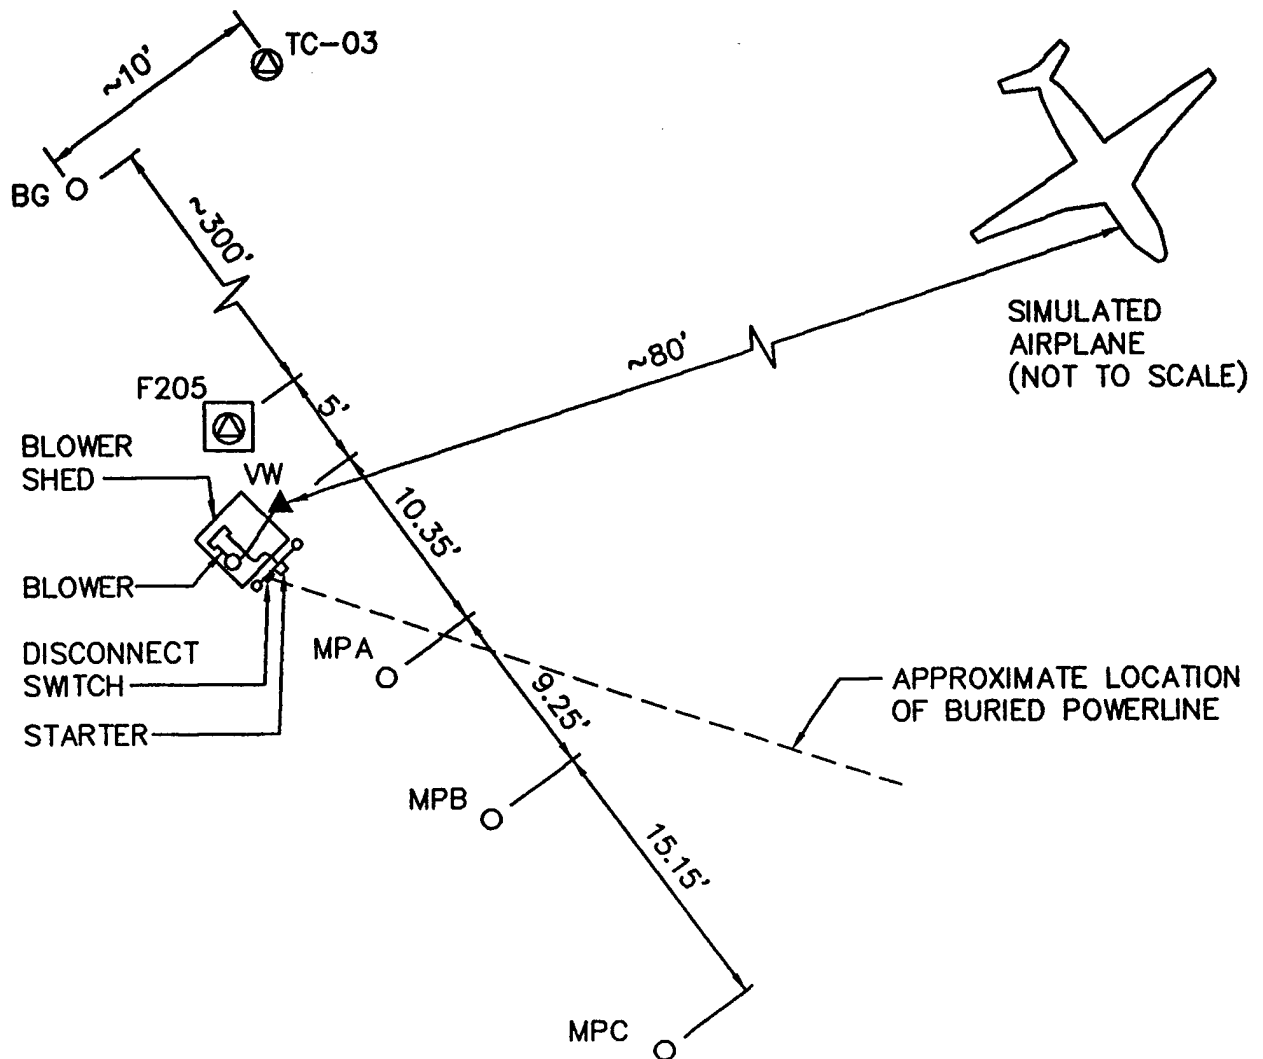 TC-03
~10'
BG
~300'
SIMULATED
AIRPLANE
(NOT TO SCALE)
~80'
F205
5'
BLOWER
SHED
VW
10.35'
BLOWER
DISCONNECT
SWITCH
STARTER
MPA
9.25'
APPROXIMATE LOCATION
OF BURIED POWERLINE
MPB
15.15'
MPC